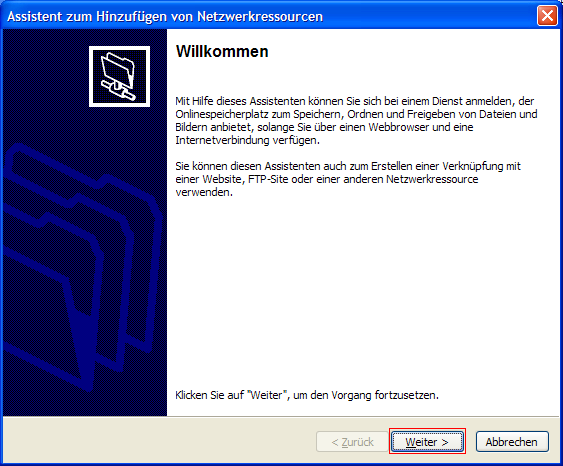 Assistent zum Hinzufügen von Netzwerkressourcen
Willkommen
Mit Hilfe dieses Assistenten können Sie sich bei einem Dienst anmelden, der
Onlinespeicherplatz zum Speichern, Ordnen und Freigeben von Dateien und
Bildern anbietet, solange Sie über einen Webbrowser und eine
Internetverbindung verfügen.
Sie können diesen Assistenten auch zum Erstellen einer Verknüpfung mit
einer Website, FTP-Site oder einer anderen Netzwerkressource
verwenden.
Klicken Sie auf "Weiter", um den Vorgang fortzusetzen.
< Zurück
Weiter >
Abbrechen